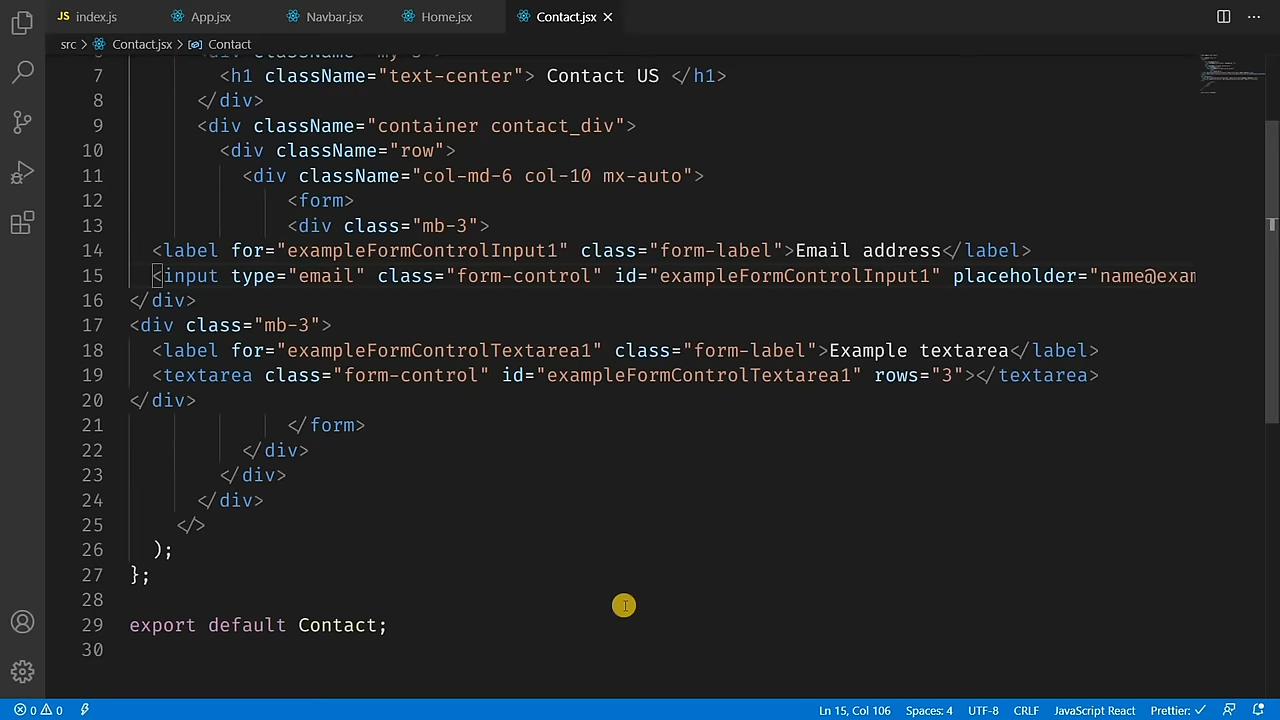 JS index.js
App.jsx
Navbar.jsx
Home.jsx
Contact.jsx
src > Contact.jsx > Contact
7 <h1 className="text-center"> Contact US </h1>
8 </div>
9 <div className="container contact_div">
10 <div className="row">
11 <div className="col-md-6 col-10 mx-auto">
12 <form>
13 <div class="mb-3">
14 <label for="exampleFormControlInput1" class="form-label">Email address</label>
15 <input type="email" class="form-control" id="exampleFormControlInput1" placeholder="name@exam
16 </div>
17 <div class="mb-3">
18 <label for="exampleFormControlTextarea1" class="form-label">Example textarea</label>
19 <textarea class="form-control" id="exampleFormControlTextarea1" rows="3"></textarea>
20 </div>
21 </form>
22 </div>
23 </div>
24 </div>
25 </>
26 );
27 };
28
29 export default Contact;
30
0 0 Ln 15, Col 106 Spaces: 4 UTF-8 CRLF JavaScript React Prettier: ✓